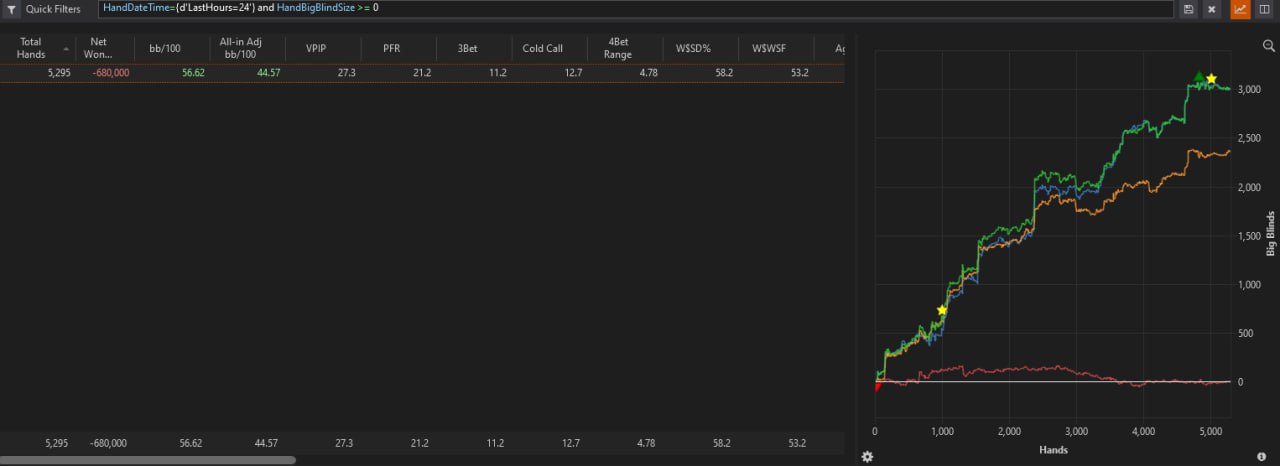 Quick Filters HandDateTime={d'LastHours=24'} and HandBigBlindSize >= 0
Total Hands Net Won... bb/100 All-in Adj bb/100 VPIP PFR 3Bet Cold Call 4Bet Range W$SD% W$WSF Ag
5,295 -680,000 56.62 44.57 27.3 21.2 11.2 12.7 4.78 58.2 53.2
5,295 -680,000 56.62 44.57 27.3 21.2 11.2 12.7 4.78 58.2 53.2
3,000
2,500
2,000
1,500
1,000
500
0
Big Blinds
0 1,000 2,000 3,000 4,000 5,000
Hands